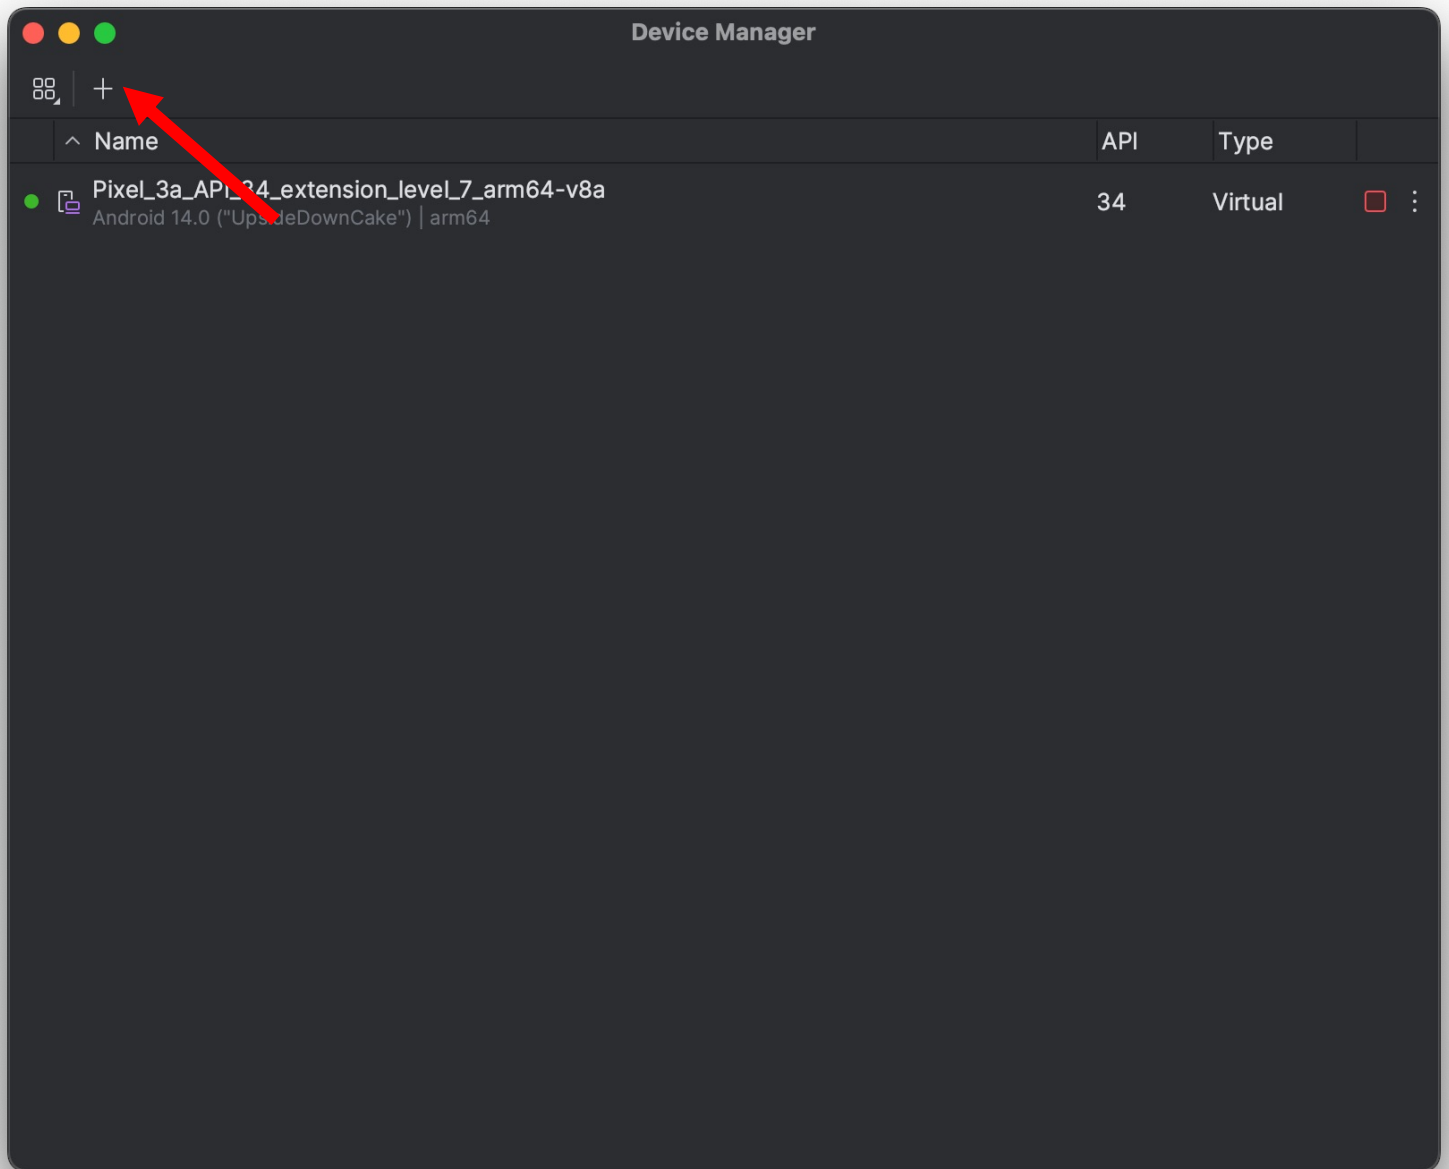 Device Manager
Name API Type
Pixel_3a_API_34_extension_level_7_arm64-v8a 34 Virtual
Android 14.0 ("UpsideDownCake") | arm64